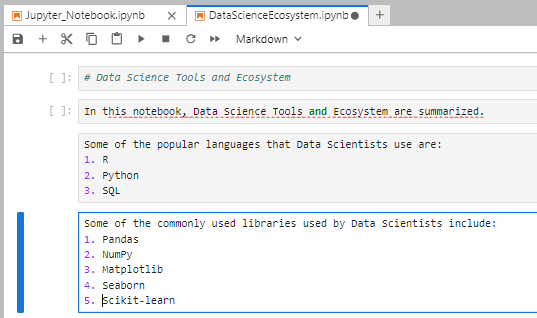 Jupyter_Notebook.ipynb
DataScienceEcosystem.ipynb
Markdown
[ ]: # Data Science Tools and Ecosystem
[ ]: In this notebook, Data Science Tools and Ecosystem are summarized.
Some of the popular languages that Data Scientists use are:
1. R
2. Python
3. SQL
Some of the commonly used libraries used by Data Scientists include:
1. Pandas
2. NumPy
3. Matplotlib
4. Seaborn
5. Scikit-learn